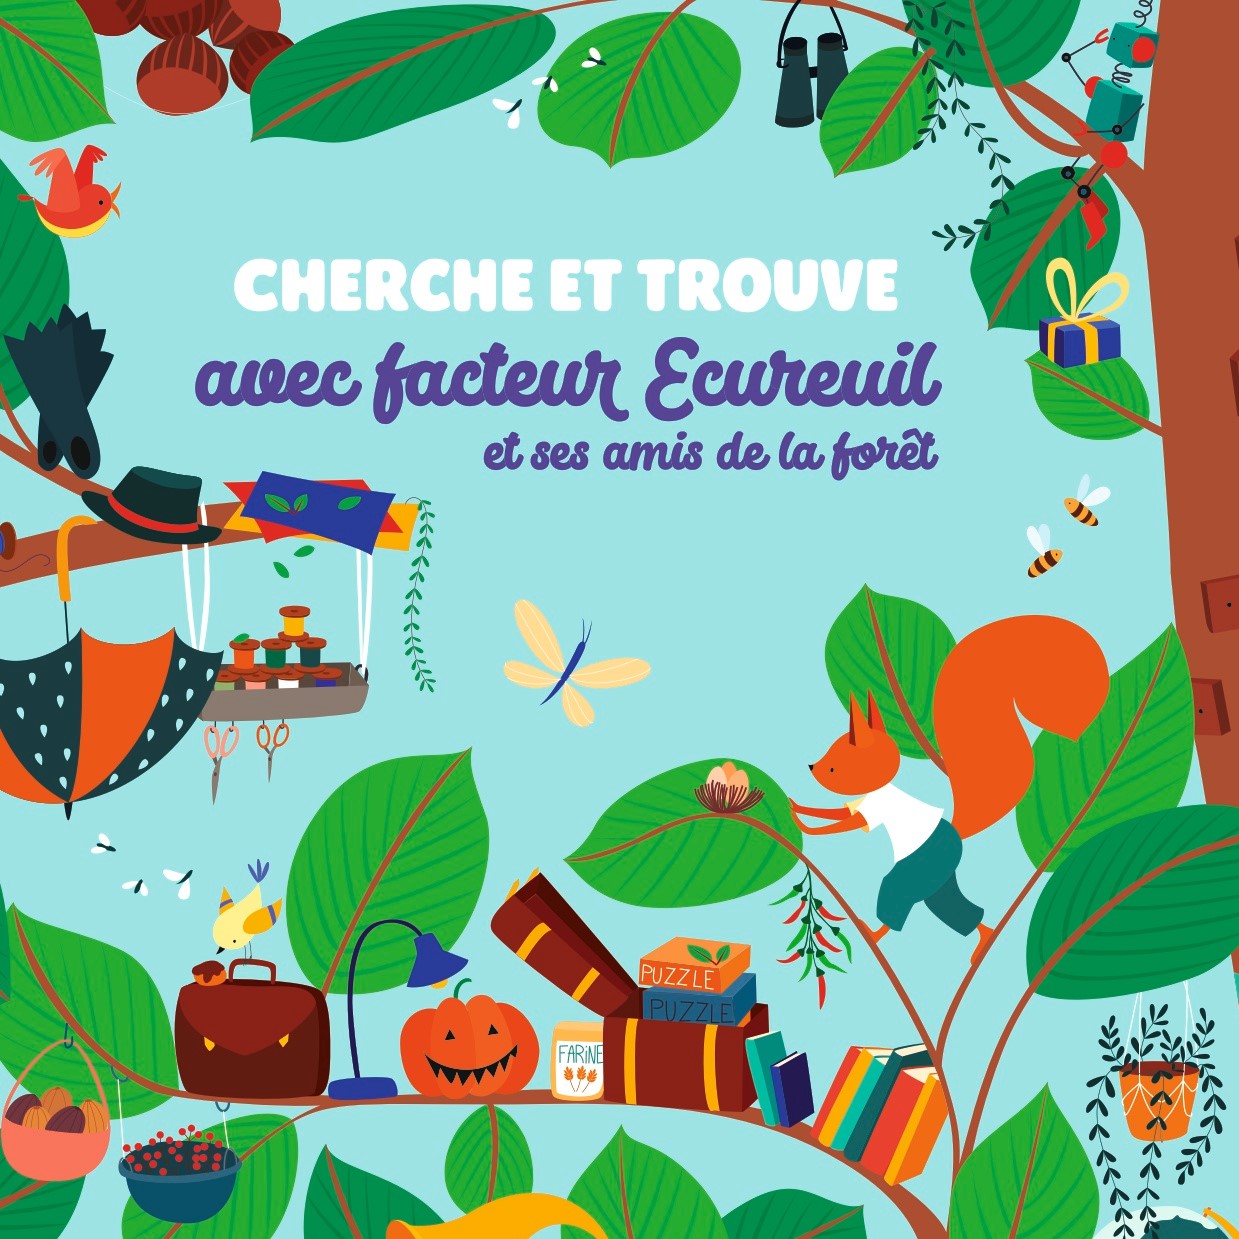 CHERCHE ET TROUVE
avec facteur Ecureuil
et ses amis de la forêt
PUZZLE
PUZZLE
FARINE